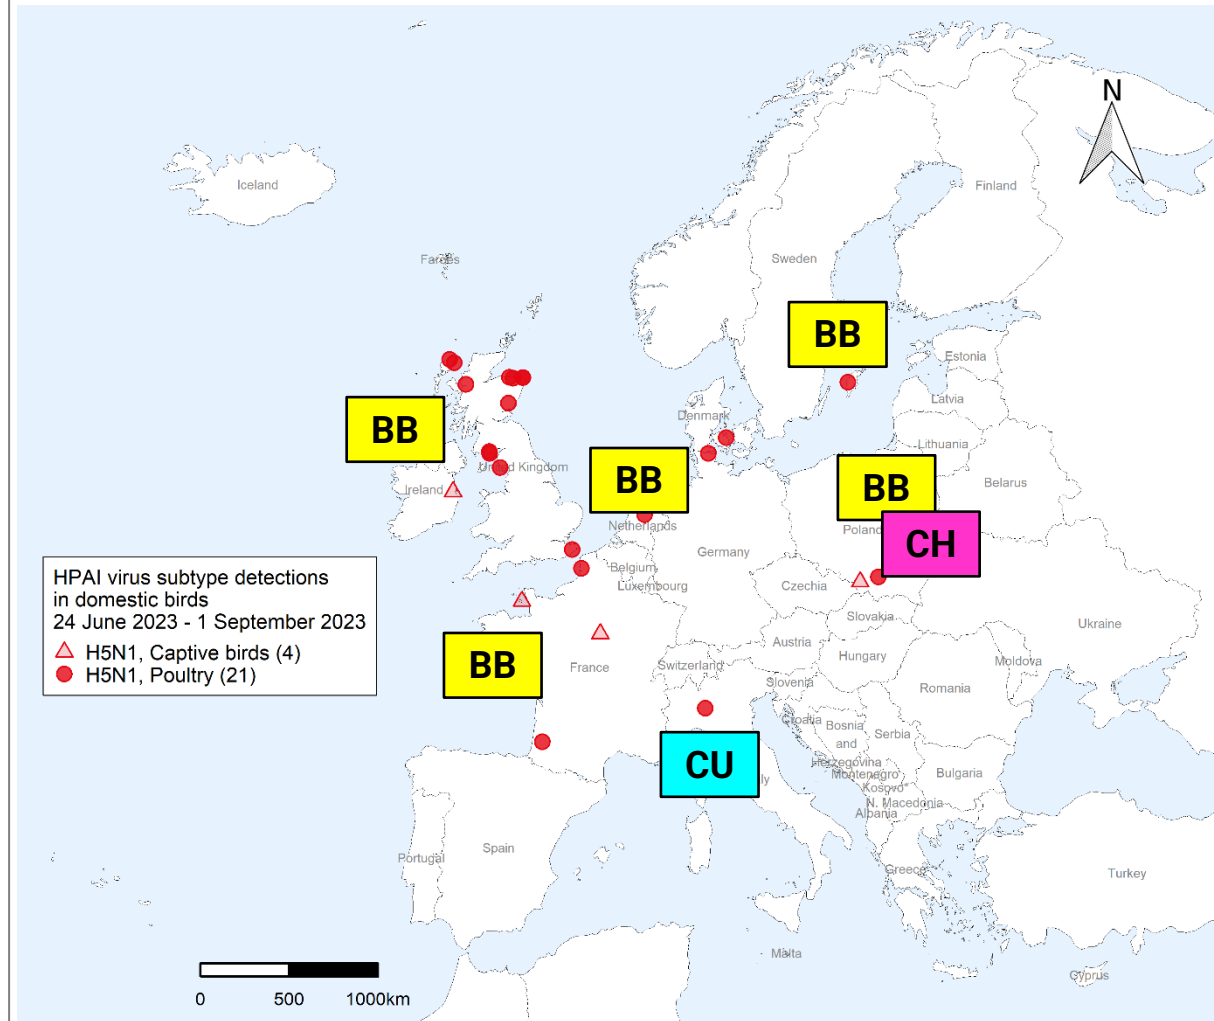 N
Iceland
Finland
Faroes
Sweden
BB
Estonia
Latvia
Denmark
BB
Lithuania
United Kingdom
BB
BB
Belarus
Ireland
Netherlands
Poland
CH
Germany
Belgium
Luxembourg
Czechia
HPAI virus subtype detections
in domestic birds
24 June 2023 - 1 September 2023
H5N1, Captive birds (4)
H5N1, Poultry (21)
Slovakia
Ukraine
Austria
Hungary
BB
France
Switzerland
Moldova
Slovenia
Romania
Croatia
Bosnia
and
Herzegovina
Serbia
CU
ly
Montenegro
Bulgaria
Kosovo*
N. Macedonia
Albania
Portugal
Spain
Greece
Turkey
Malta
Cyprus
0 500 1000km